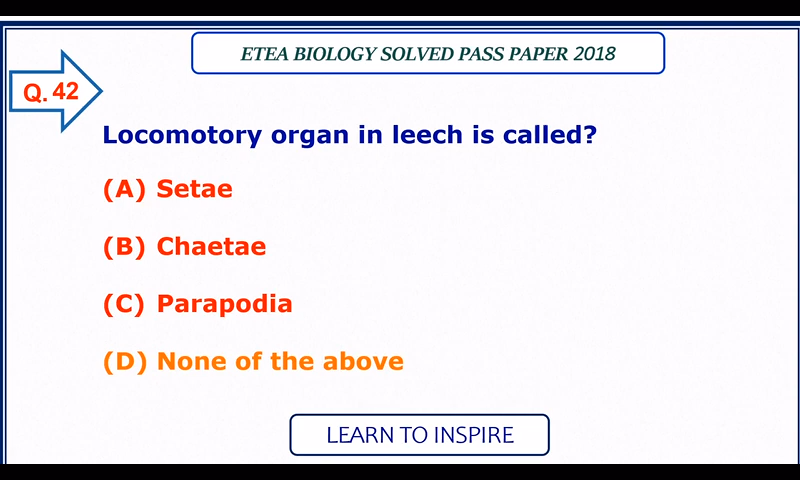 ETEA BIOLOGY SOLVED PASS PAPER 2018
Q. 42
Locomotory organ in leech is called?
(A) Setae
(B) Chaetae
(C) Parapodia
(D) None of the above
LEARN TO INSPIRE